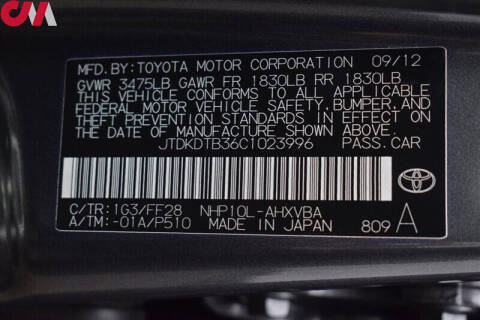 CM
MFD.BY:TOYOTA MOTOR CORPORATION 09/12
GVWR 3475LB GAWR FR 1830LB RR 1830LB
THIS VEHICLE CONFORMS TO ALL APPLICABLE
FEDERAL MOTOR VEHICLE SAFETY,BUMPER,AND
THEFT PREVENTION STANDARDS IN EFFECT ON
THE DATE OF MANUFACTURE SHOWN ABOVE.
JTDKDTB36C1023996 PASS.CAR
C/TR:1G3/FF28 NHP10L-AHXVBA
A/TM:-01A/P510 MADE IN JAPAN 809 A